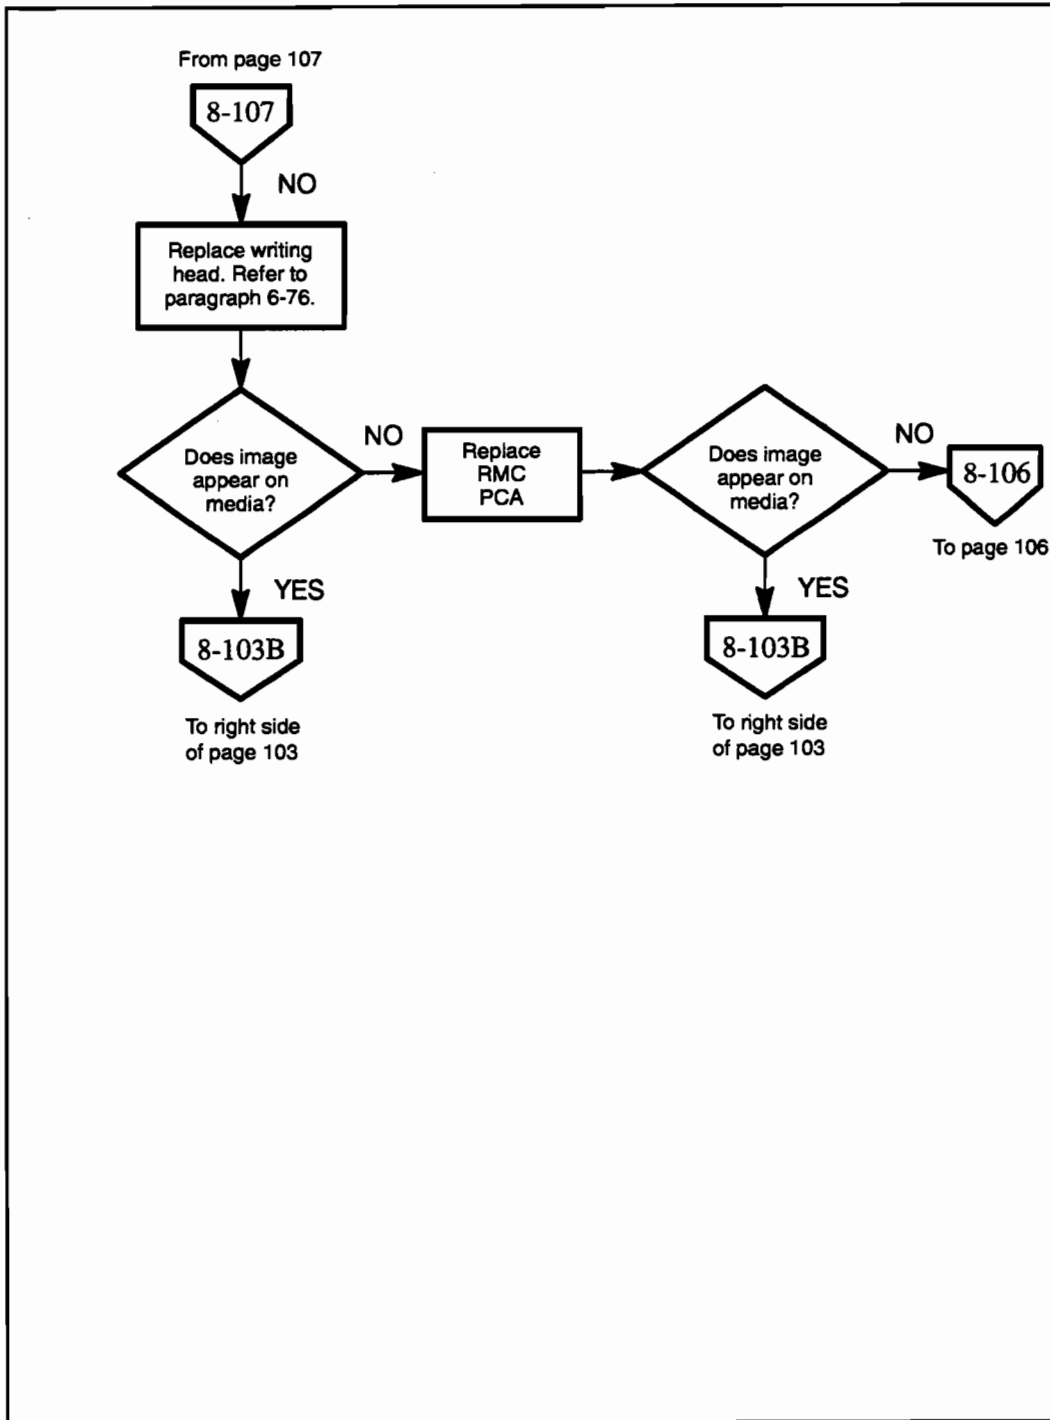 From page 107
8-107
NO
Replace writing
head. Refer to
paragraph 6-76.
Does image
appear on
media?
NO
Replace
RMC
PCA
Does image
appear on
media?
NO
8-106
To page 106
YES
8-103B
To right side
of page 103
YES
8-103B
To right side
of page 103